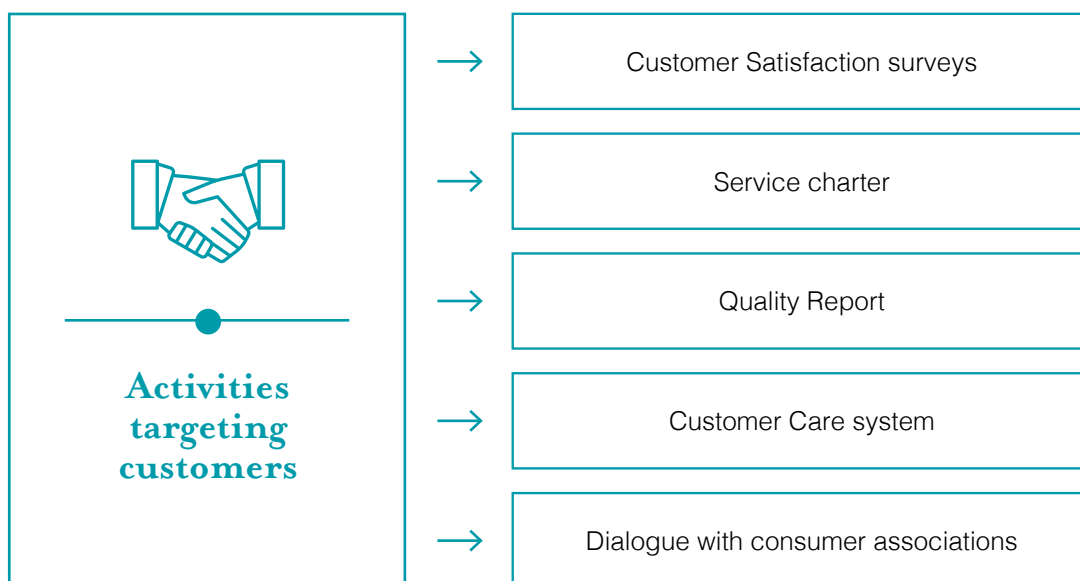 Activities
targeting
customers
Customer Satisfaction surveys
Service charter
Quality Report
Customer Care system
Dialogue with consumer associations